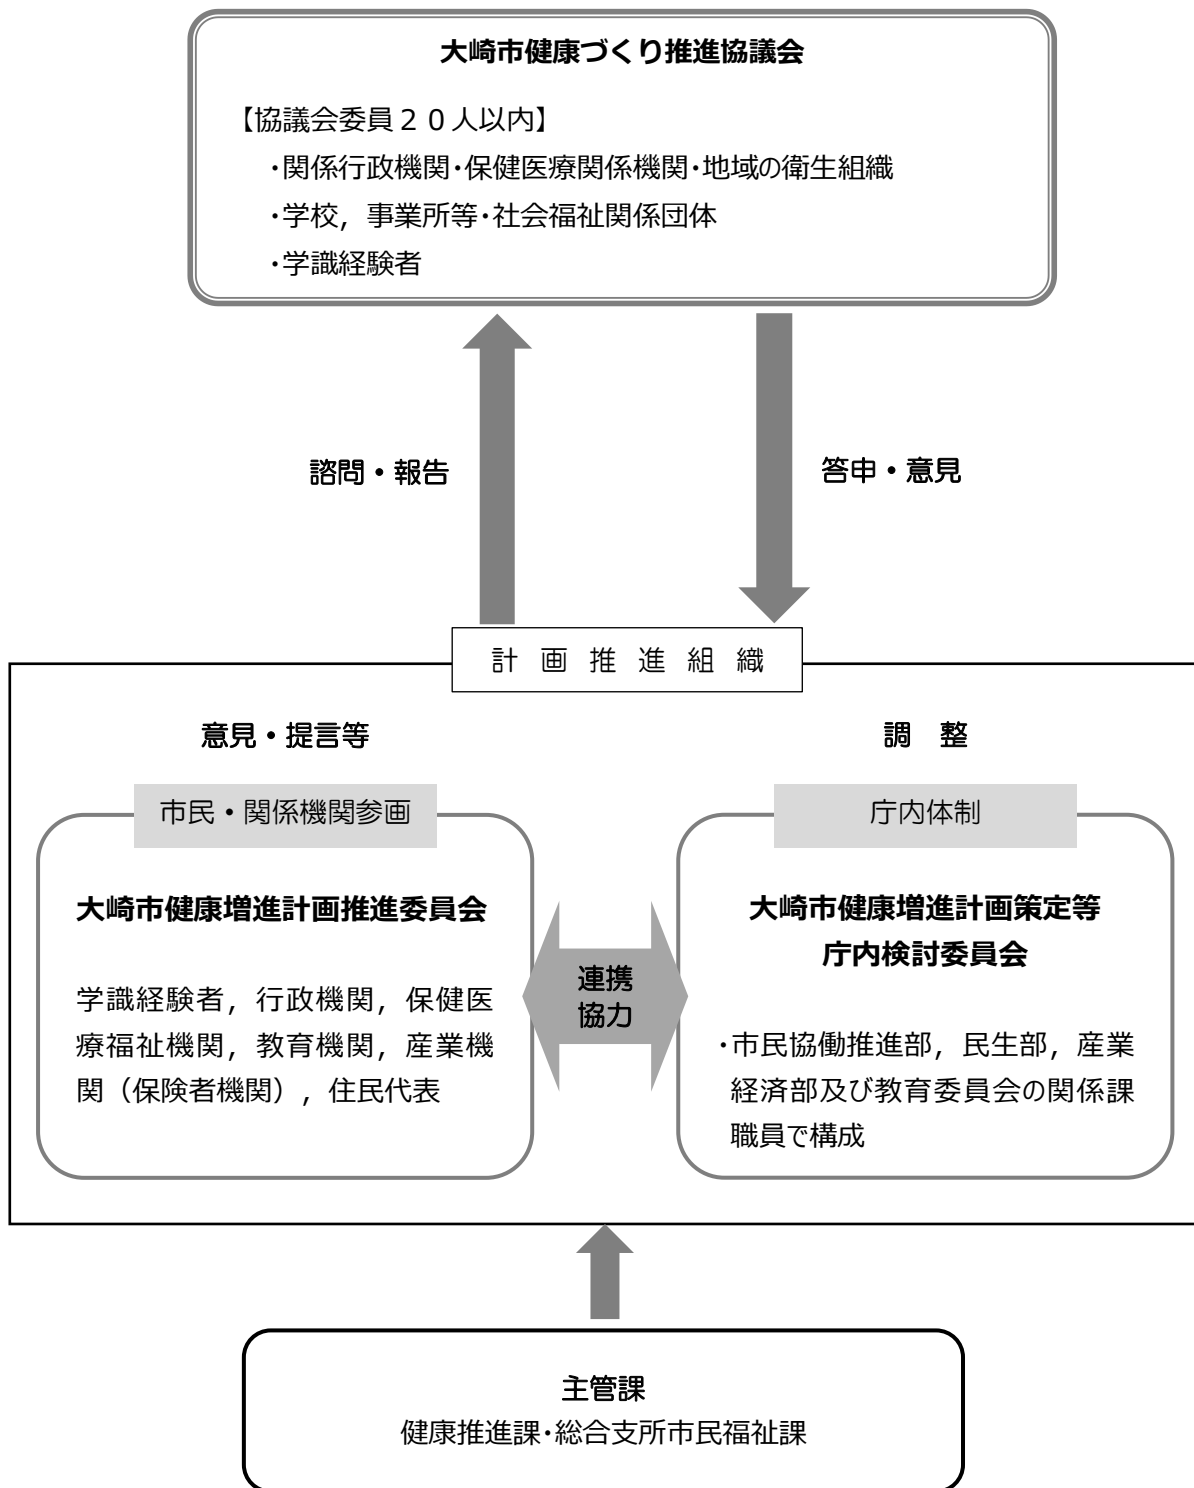 大崎市健康づくり推進協議会
【協議会委員２０人以内】
・関係行政機関・保健医療関係機関・地域の衛生組織
・学校，事業所等・社会福祉関係団体
・学識経験者
諮問・報告
答申・意見
計画推進組織
意見・提言等
市民・関係機関参画
大崎市健康増進計画推進委員会
学識経験者，行政機関，保健医
療福祉機関，教育機関，産業機
関（保険者機関），住民代表
連携
協力
調　整
庁内体制
大崎市健康増進計画策定等
庁内検討委員会
・市民協働推進部，民生部，産業
経済部及び教育委員会の関係課
職員で構成
主管課
健康推進課・総合支所市民福祉課